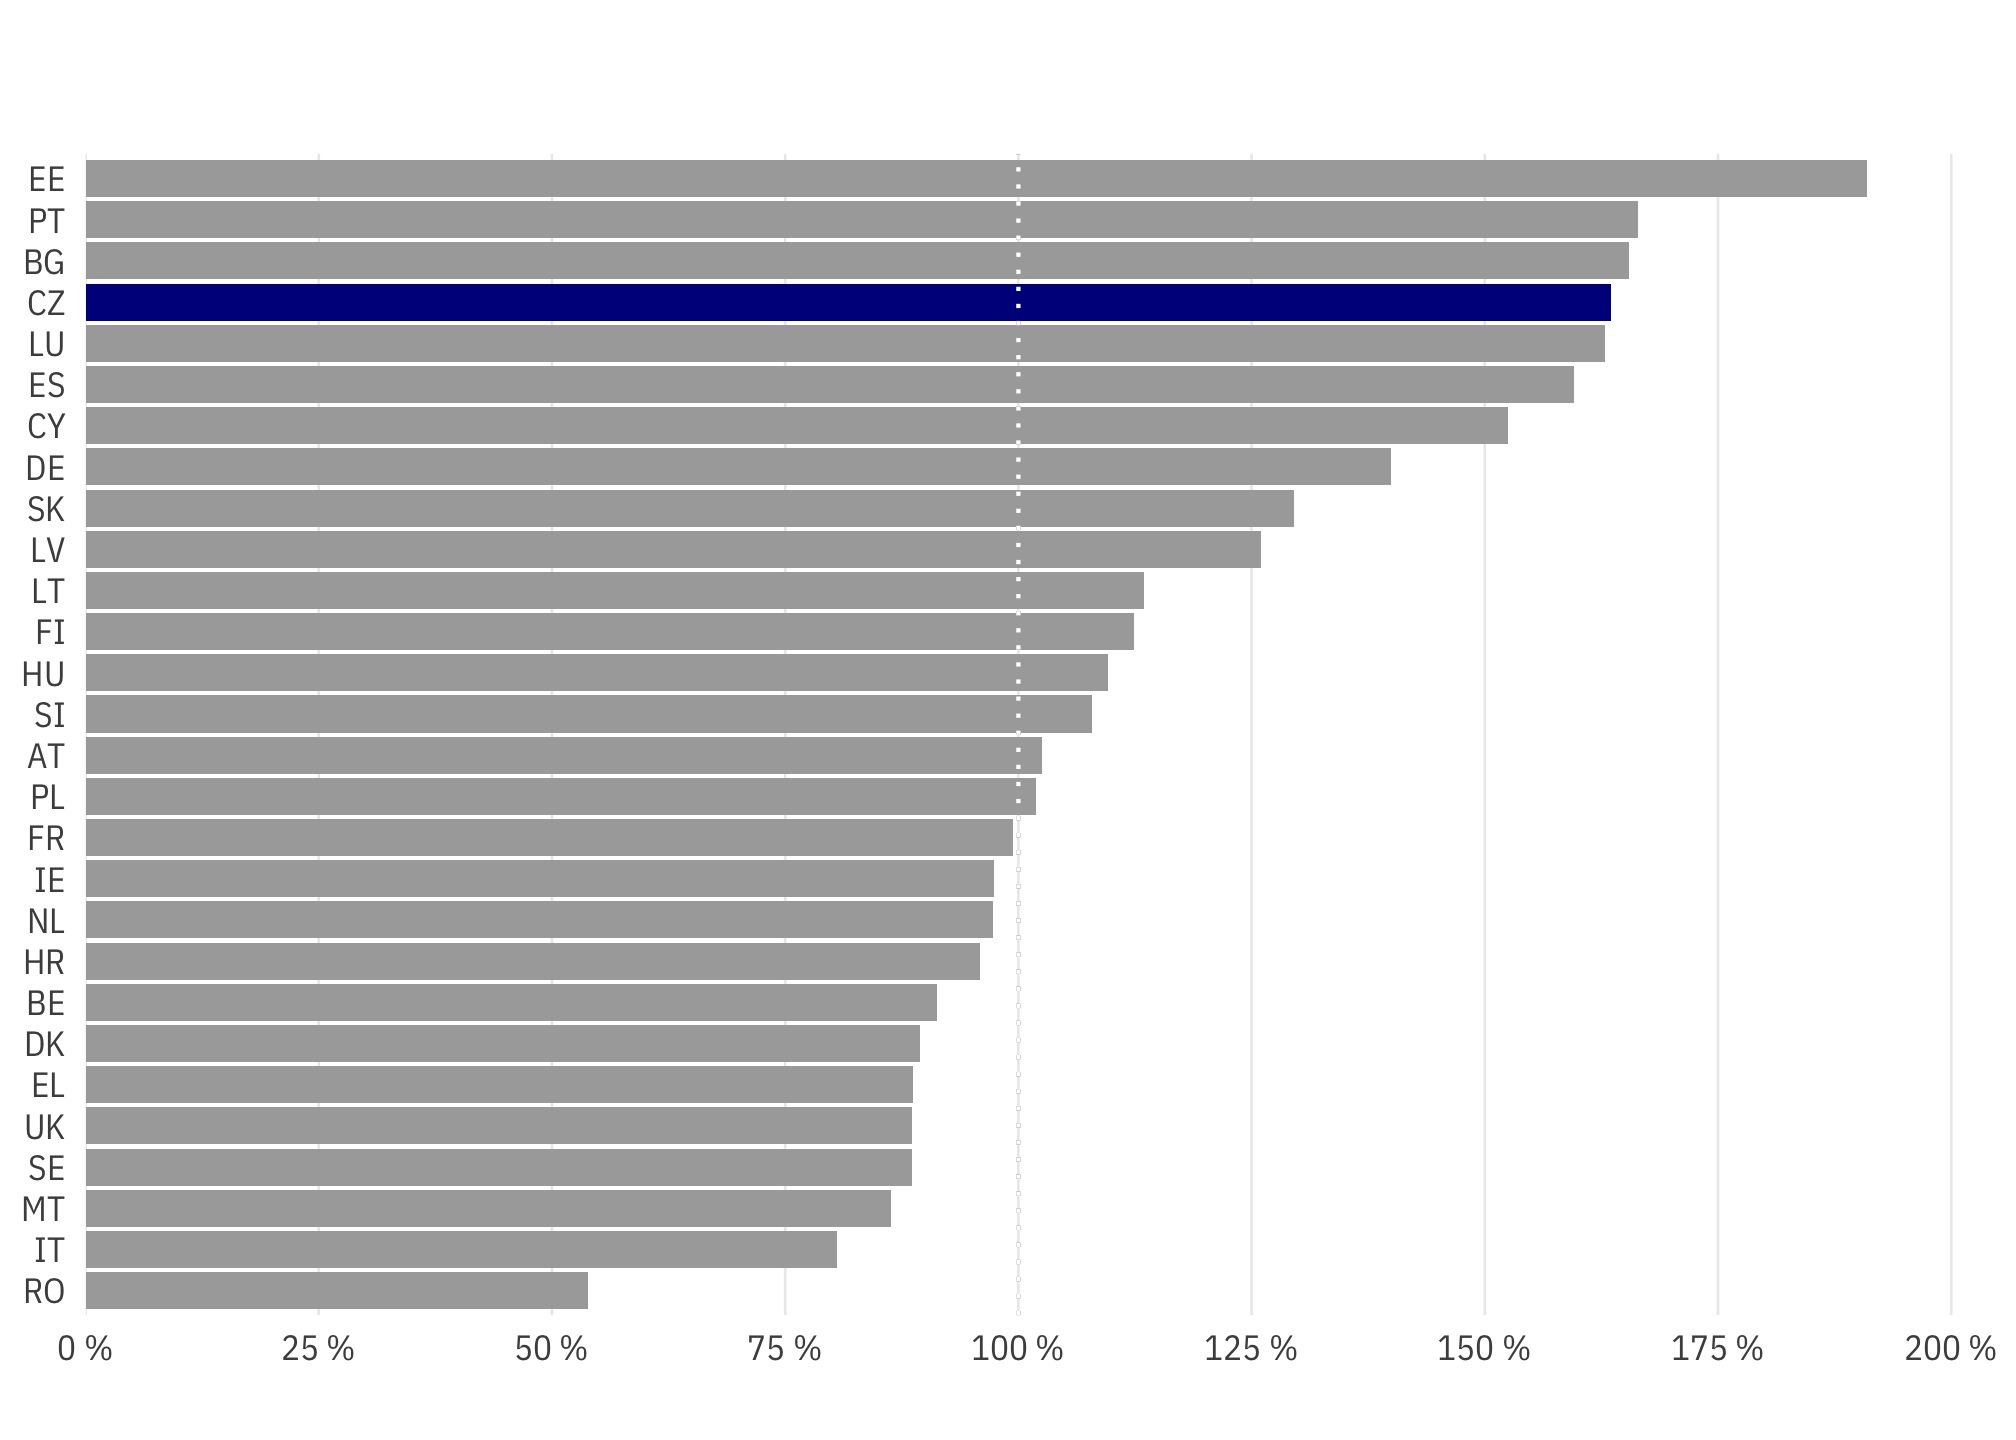 EE
PT
BG
CZ
LU
ES
CY
DE
SK
LV
LT
FI
HU
SI
AT
PL
FR
IE
NL
HR
BE
DK
EL
UK
SE
MT
IT
RO
0 % 25 % 50 % 75 % 100 % 125 % 150 % 175 % 200 %